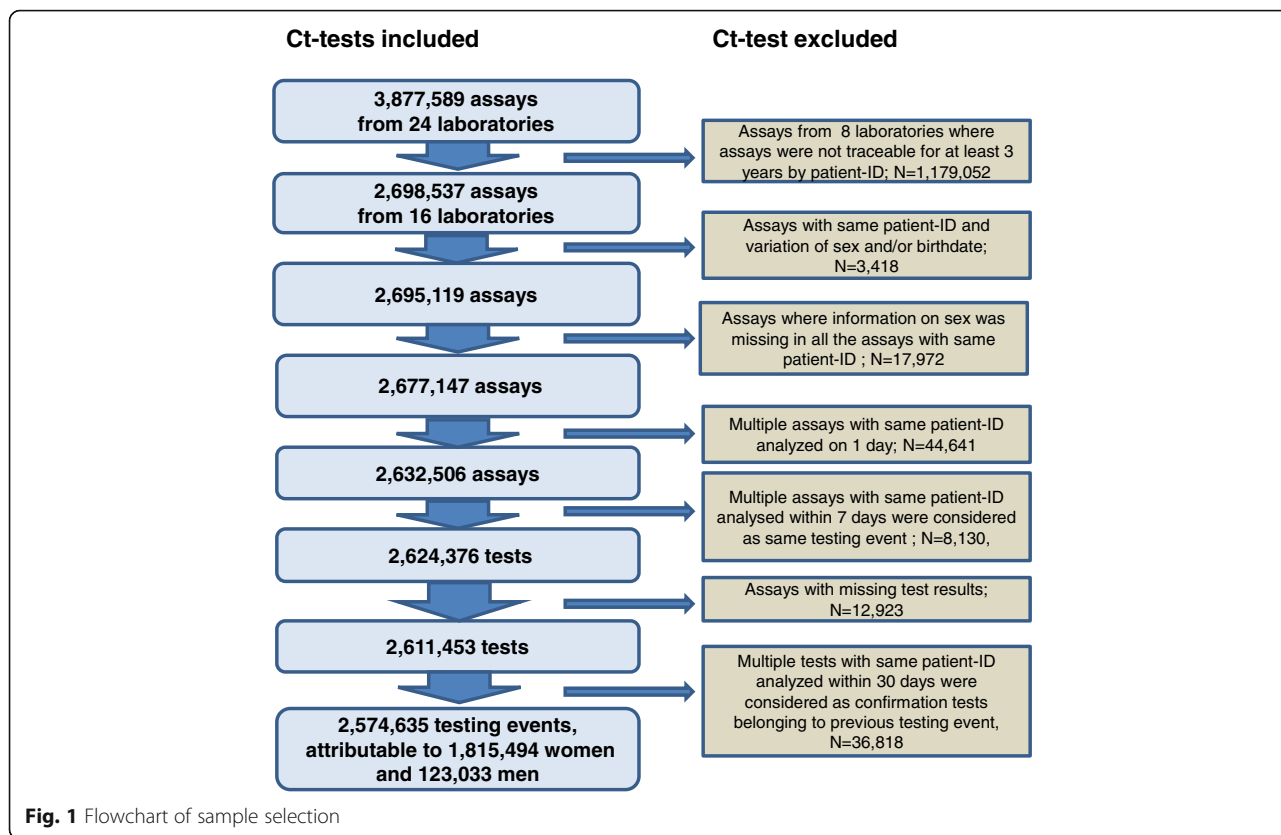 Ct-tests included
Ct-test excluded
3,877,589 assays
from 24 laboratories
Assays from 8 laboratories where
assays were not traceable for at least 3
years by patient-ID; N=1,179,052
2,698,537 assays
from 16 laboratories
Assays with same patient-ID and
variation of sex and/or birthdate;
N=3,418
2,695,119 assays
Assays where information on sex was
missing in all the assays with same
patient-ID ; N=17,972
2,677,147 assays
Multiple assays with same patient-ID
analyzed on 1 day; N=44,641
2,632,506 assays
Multiple assays with same patient-ID
analysed within 7 days were considered
as same testing event ; N=8,130,
2,624,376 tests
Assays with missing test results;
N=12,923
2,611,453 tests
Multiple tests with same patient-ID
analyzed within 30 days were
considered as confirmation tests
belonging to previous testing event,
N=36,818
2,574,635 testing events,
attributable to 1,815,494 women
and 123,033 men
Fig. 1 Flowchart of sample selection